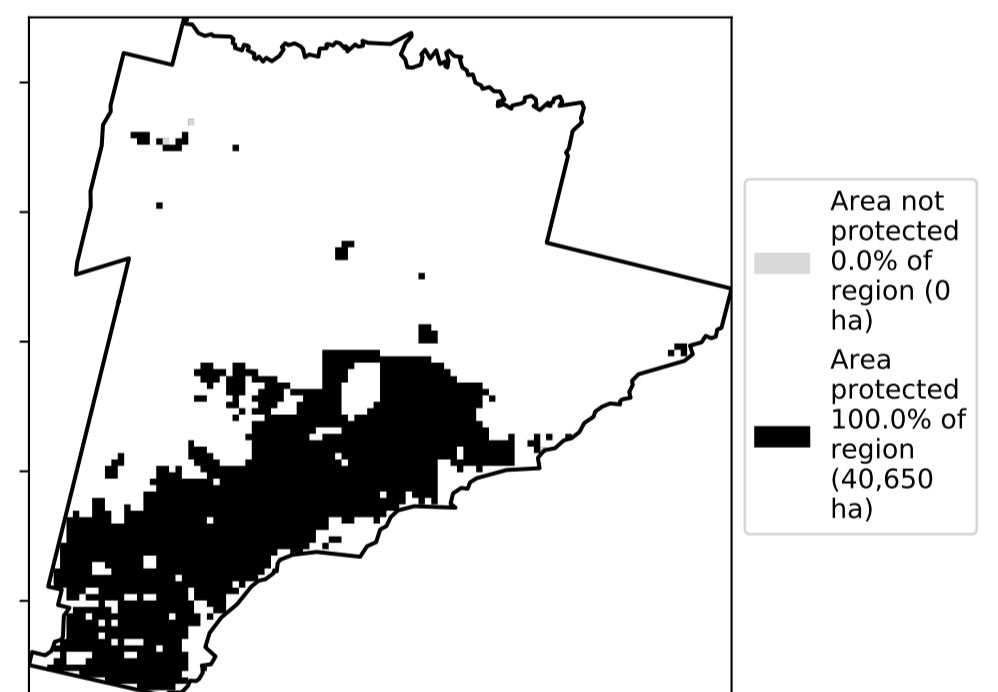 Area not
protected
0.0% of
region (0
ha)
Area
protected
100.0% of
region
(40,650
ha)